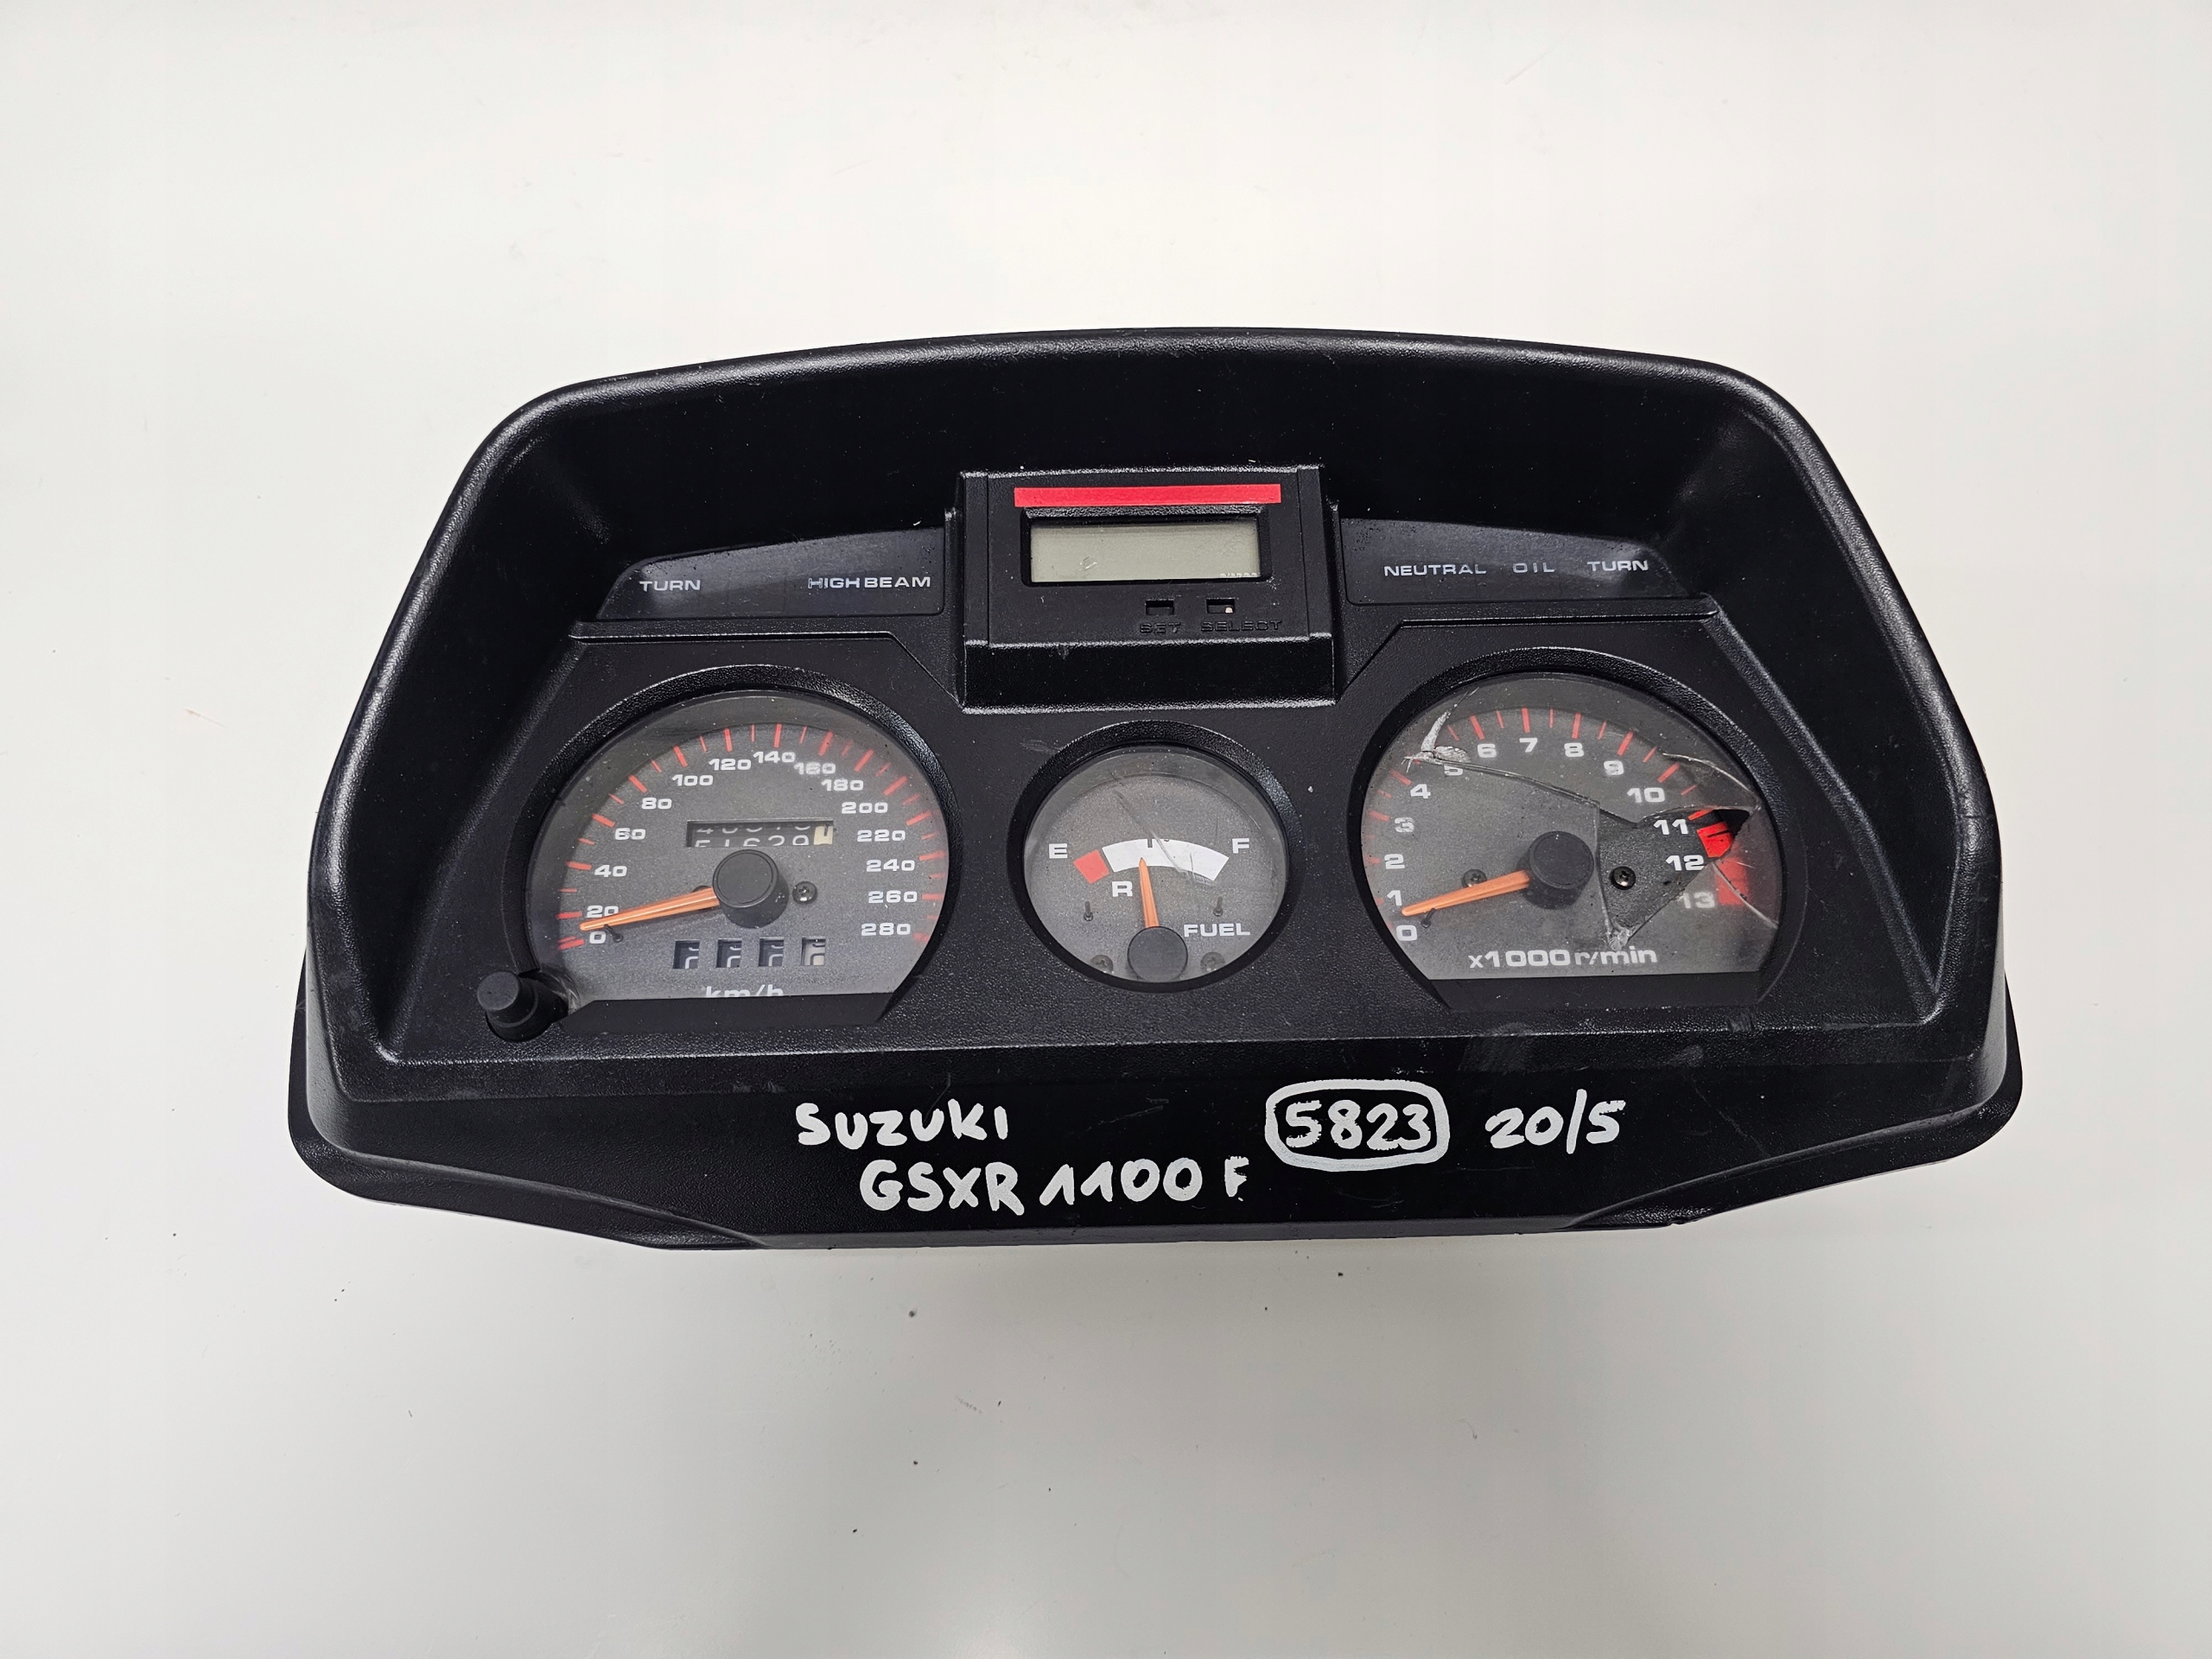 TURN HIGH BEAM
NEUTRAL OIL TURN
SET SELECT
0 20 40 60 80 100 120 140 160 180 200 220 240 260 280
km/h
E R F
FUEL
0 1 2 3 4 5 6 7 8 9 10 11 12 13
x1000 r/min
SUZUKI
GSXR 1100 F
5823 20/5